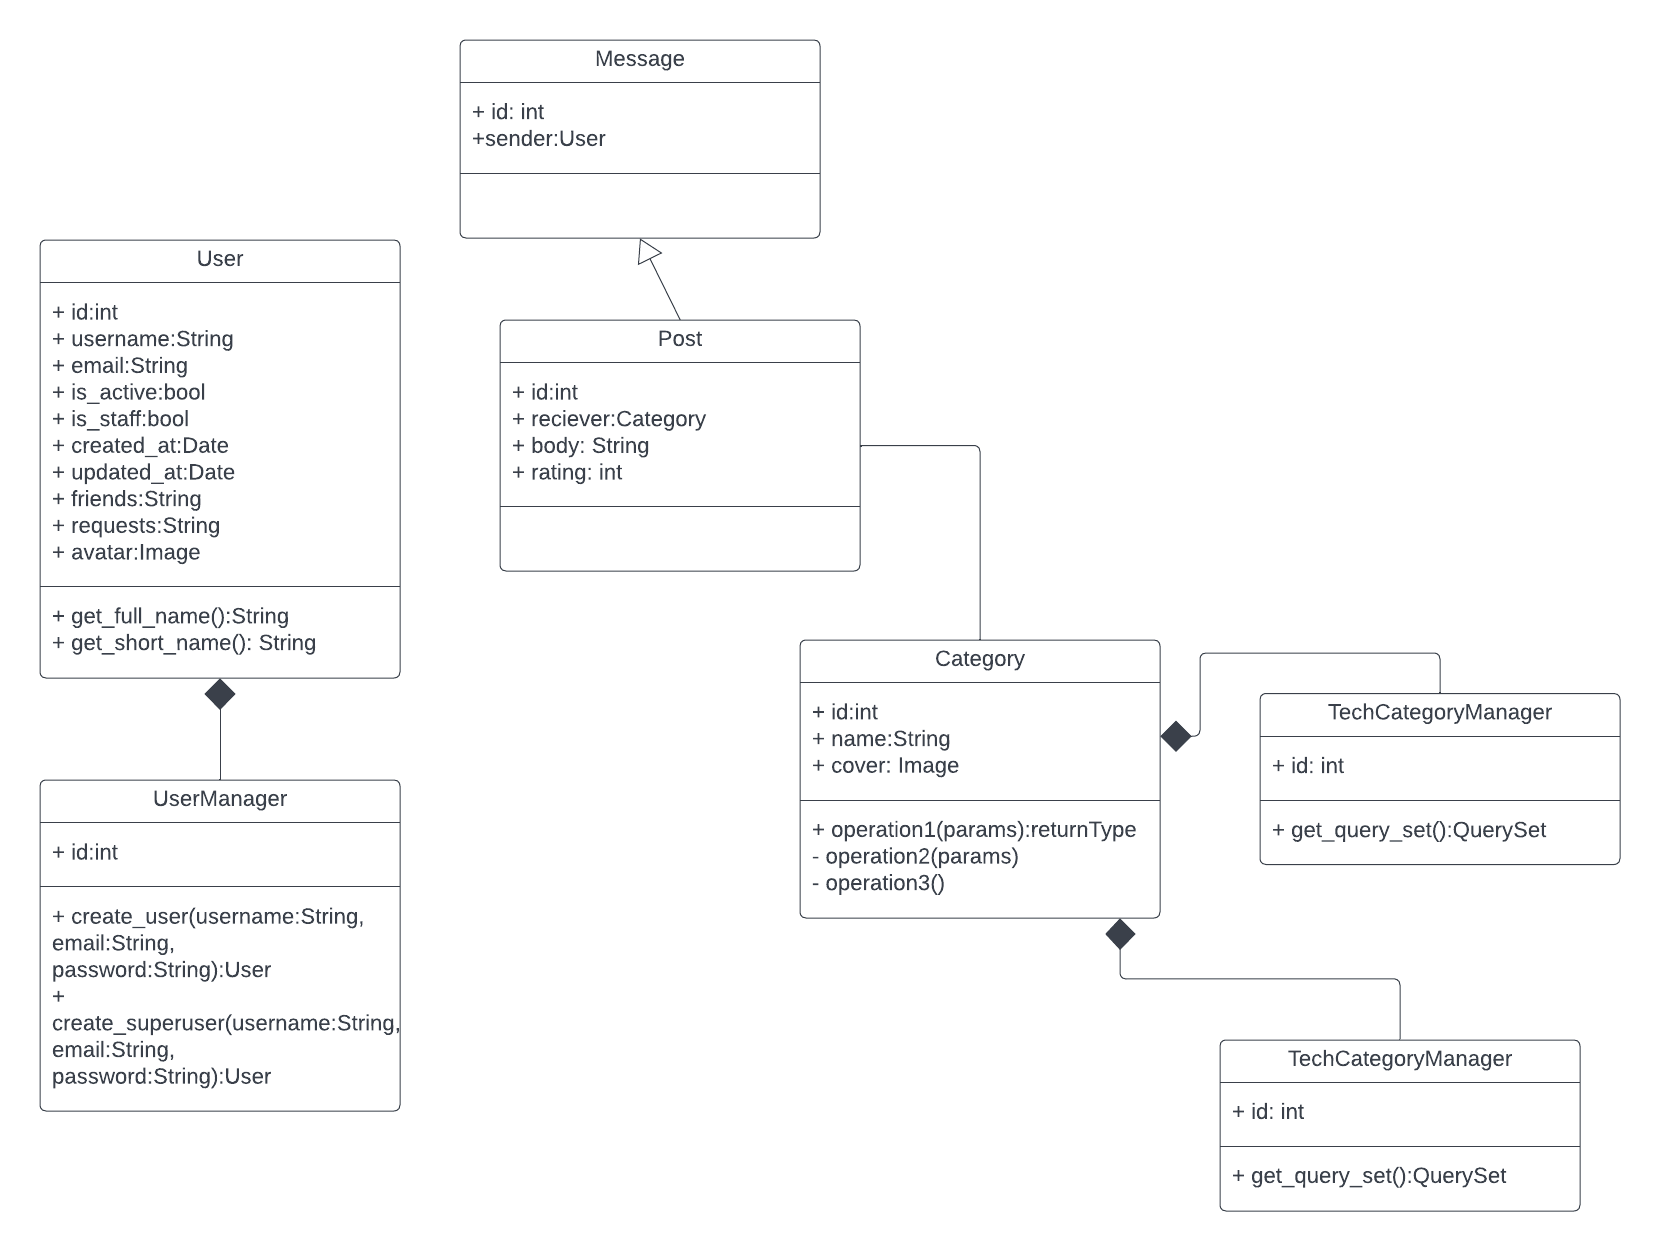 Message
+ id: int
+sender:User
User
+ id:int
+ username:String
+ email:String
+ is_active:bool
+ is_staff:bool
+ created_at:Date
+ updated_at:Date
+ friends:String
+ requests:String
+ avatar:Image
+ get_full_name():String
+ get_short_name(): String
Post
+ id:int
+ reciever:Category
+ body: String
+ rating: int
Category
+ id:int
+ name:String
+ cover: Image
+ operation1(params):returnType
- operation2(params)
- operation3()
TechCategoryManager
+ id: int
+ get_query_set():QuerySet
UserManager
+ id:int
+ create_user(username:String,
email:String,
password:String):User
+
create_superuser(username:String,
email:String,
password:String):User
TechCategoryManager
+ id: int
+ get_query_set():QuerySet